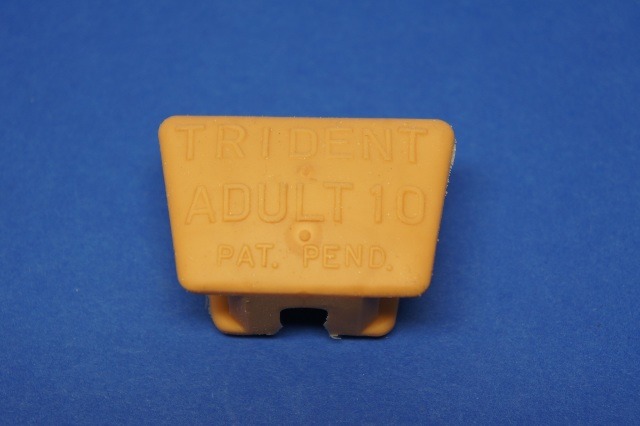 TRIDENT
ADULT 10
PAT. PEND.